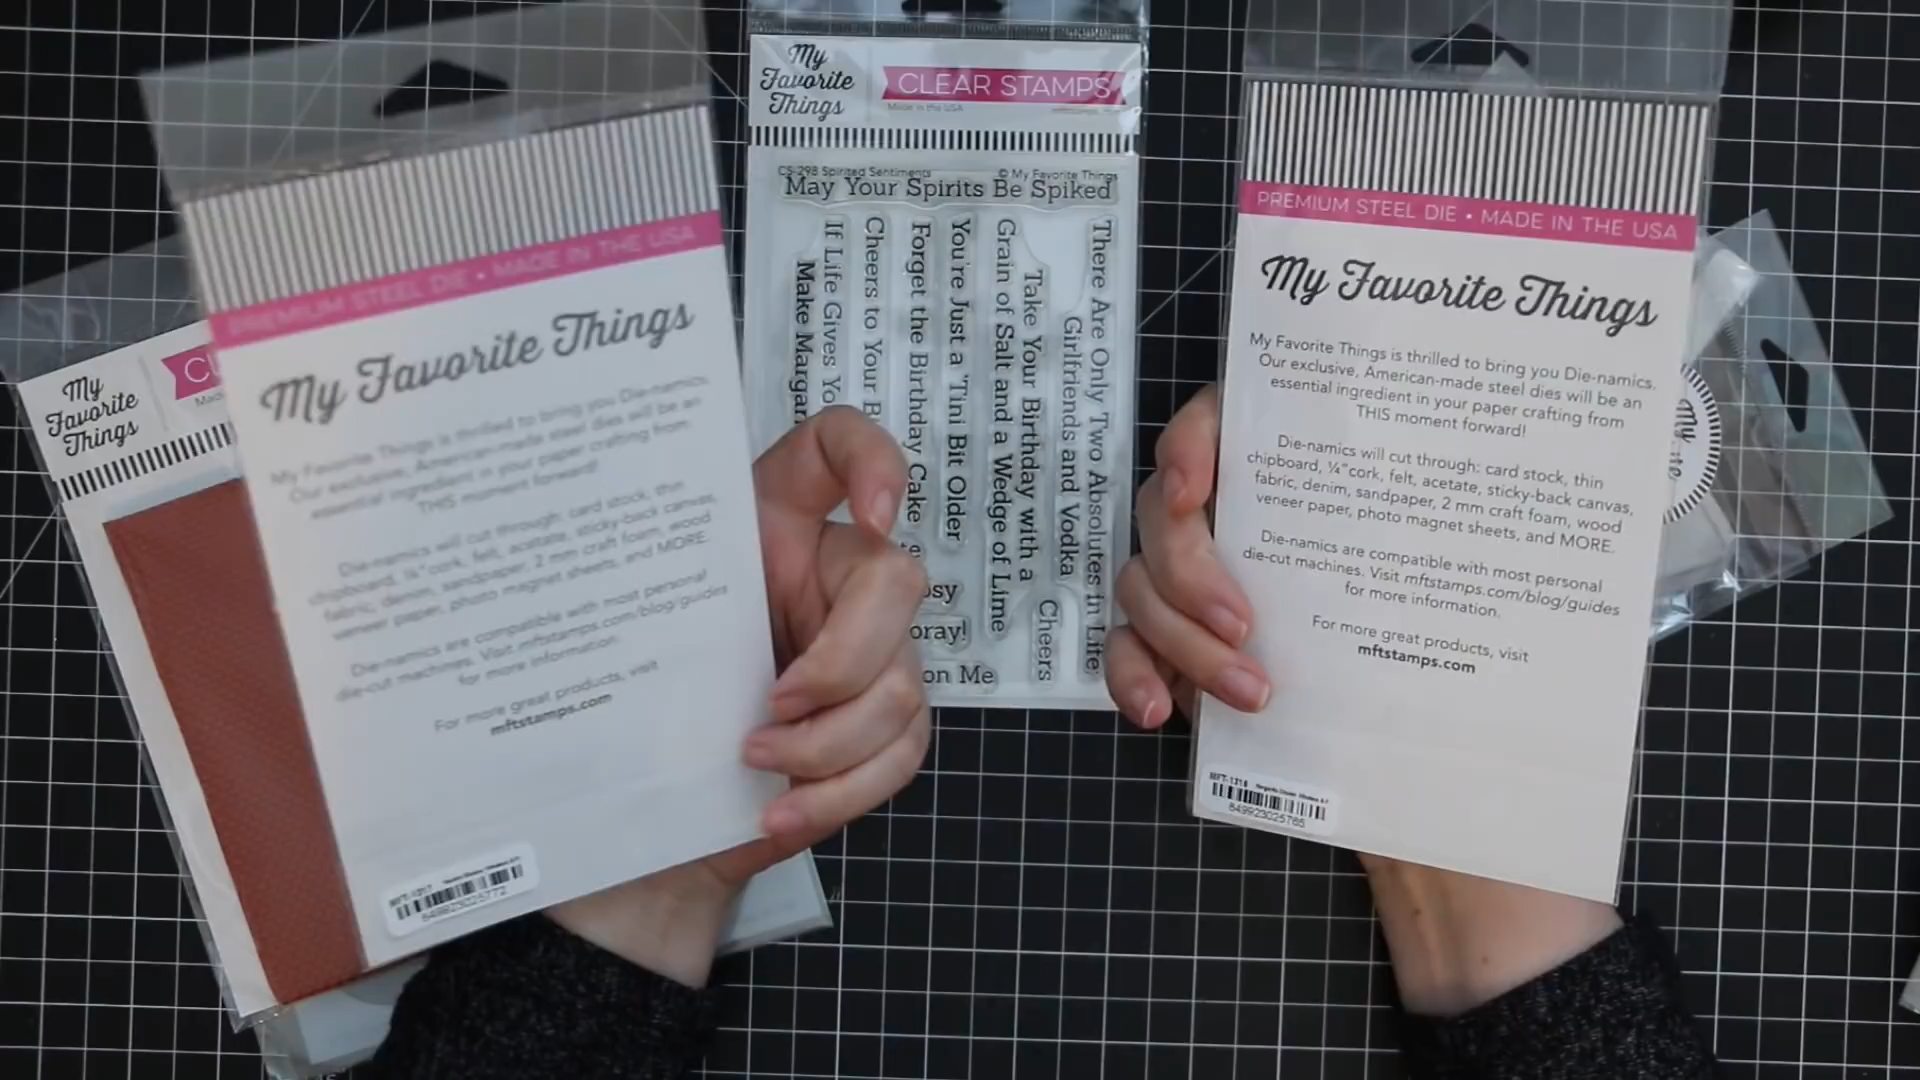 My
Favorite
Things
My
Favorite
Things
CLEAR STAMPS
Made in the USA
CS-298 Spirited Sentiments
© My Favorite Things
May Your Spirits Be Spiked
There Are Only Two Absolutes in Life:
Girlfriends and Vodka
Take Your Birthday with a
Grain of Salt and a Wedge of Lime
You're Just a 'Tini Bit Older
Forget the Birthday Cake
Cheers to Your B
If Life Gives Yo
Make Margar
Cheers
osy
oray!
on Me
PREMIUM STEEL DIE • MADE IN THE USA
My Favorite Things
My Favorite Things is thrilled to bring you Die-namics.
Our exclusive, American-made steel dies will be an
essential ingredient in your paper crafting from
THIS moment forward!
Die-namics will cut through: card stock, thin
chipboard, ¼" cork, felt, acetate, sticky-back canvas,
fabric, denim, sandpaper, 2 mm craft foam, wood
veneer paper, photo magnet sheets, and MORE.
Die-namics are compatible with most personal
die-cut machines. Visit mftstamps.com/blog/guides
for more information.
For more great products, visit
mftstamps.com
MFT-1217
849923025772
PREMIUM STEEL DIE • MADE IN THE USA
My Favorite Things
My Favorite Things is thrilled to bring you Die-namics.
Our exclusive, American-made steel dies will be an
essential ingredient in your paper crafting from
THIS moment forward!
Die-namics will cut through: card stock, thin
chipboard, ¼" cork, felt, acetate, sticky-back canvas,
fabric, denim, sandpaper, 2 mm craft foam, wood
veneer paper, photo magnet sheets, and MORE.
Die-namics are compatible with most personal
die-cut machines. Visit mftstamps.com/blog/guides
for more information.
For more great products, visit
mftstamps.com
MFT-1218
849923025765
My